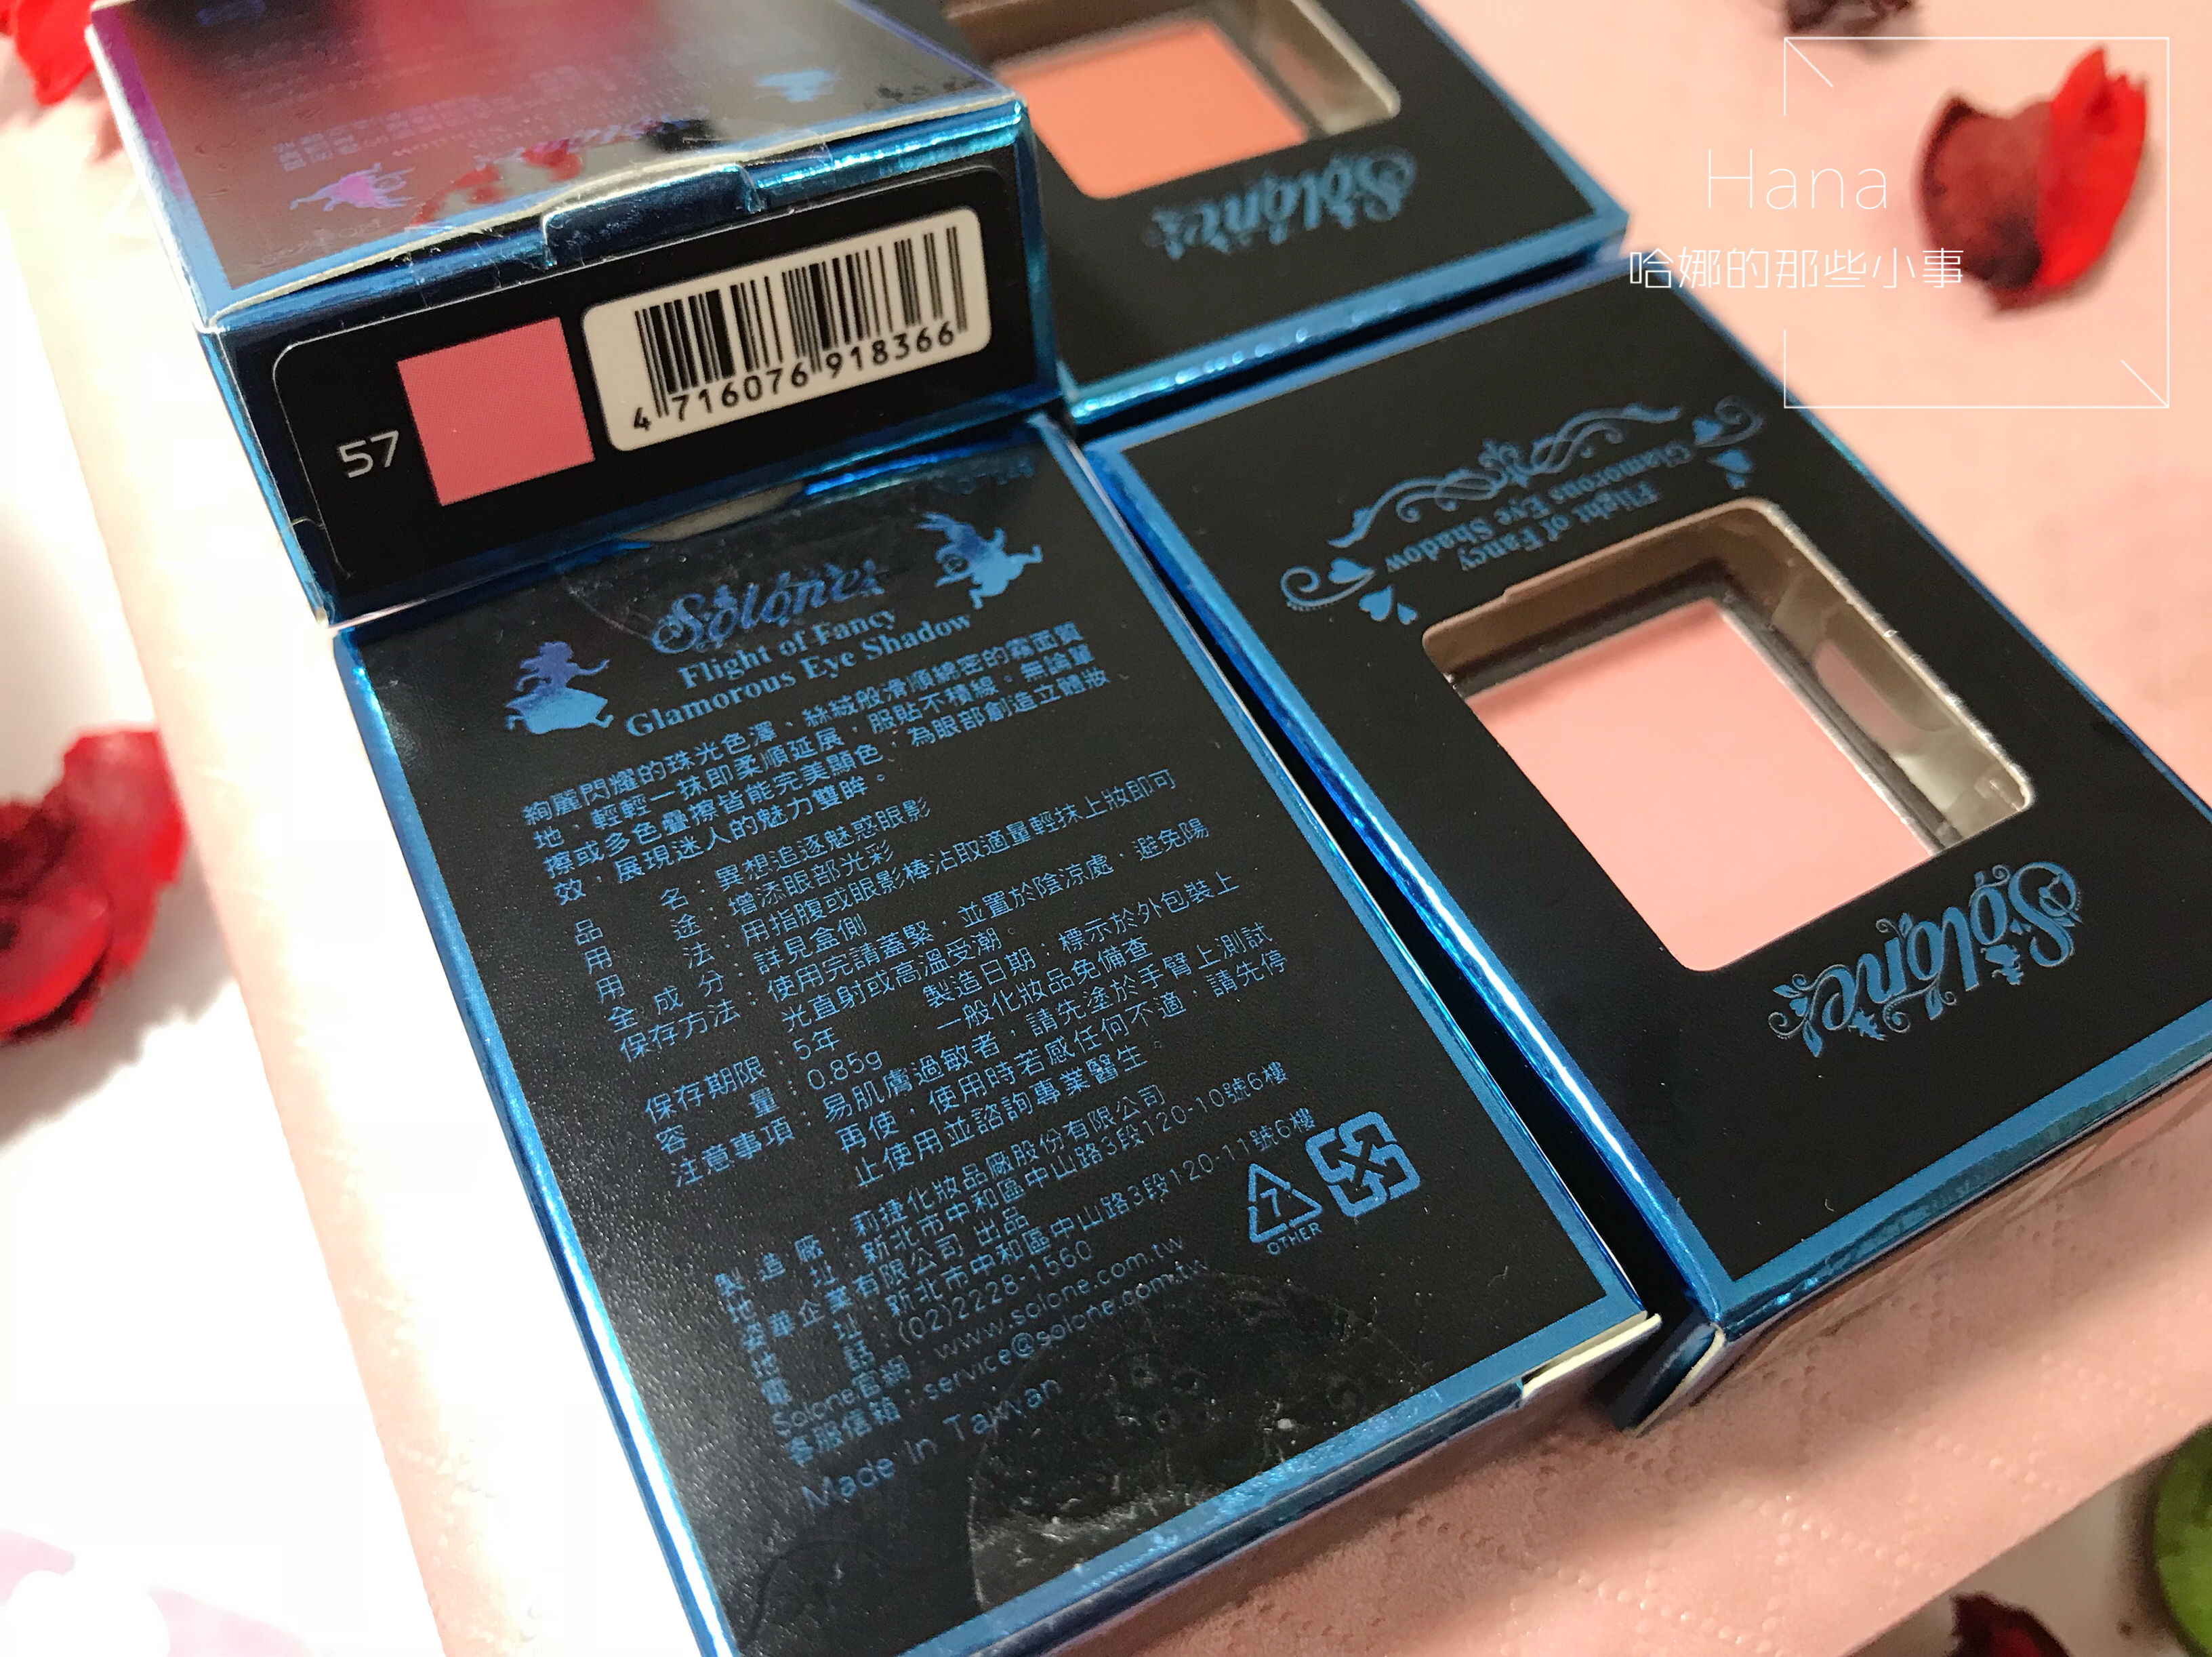 Hana
哈娜的那些小事
Solone
57
4 716076 918366
Flight of Fancy
Glamorous Eye Shadow
Solone
Solone
Flight of Fancy
Glamorous Eye Shadow
絢麗閃耀的珠光色澤、絲絨般滑順綿密的霧面質
地,輕輕一抹即柔順延展,服貼不積線。無論單
擦或多色疊擦皆能完美顯色,為眼部創造立體妝
效,展現迷人的魅力雙眸。
品名:異想追逐魅惑眼影
用途:增添眼部光彩
用法:用指腹或眼影棒沾取適量輕抹上妝即可
全成分:詳見盒側
保存方法:使用完請蓋緊,並置於陰涼處,避免陽
光直射或高溫受潮
保存期限:5年 製造日期:標示於外包裝上
容量:0.85g 一般化妝品免備查
注意事項:易肌膚過敏者,請先塗於手臂上測試
再使,使用時若感任何不適,請先停
止使用並諮詢專業醫生。
製造廠:莉捷化妝品廠股份有限公司
地址:新北市中和區中山路3段120-10號6樓
姿華企業有限公司 出品
地址:新北市中和區中山路3段120-11號6樓
電話:(02)2228-1560
Solone官網:www.solone.com.tw
客服信箱:service@solone.com.tw
Made In Taiwan
7
OTHER